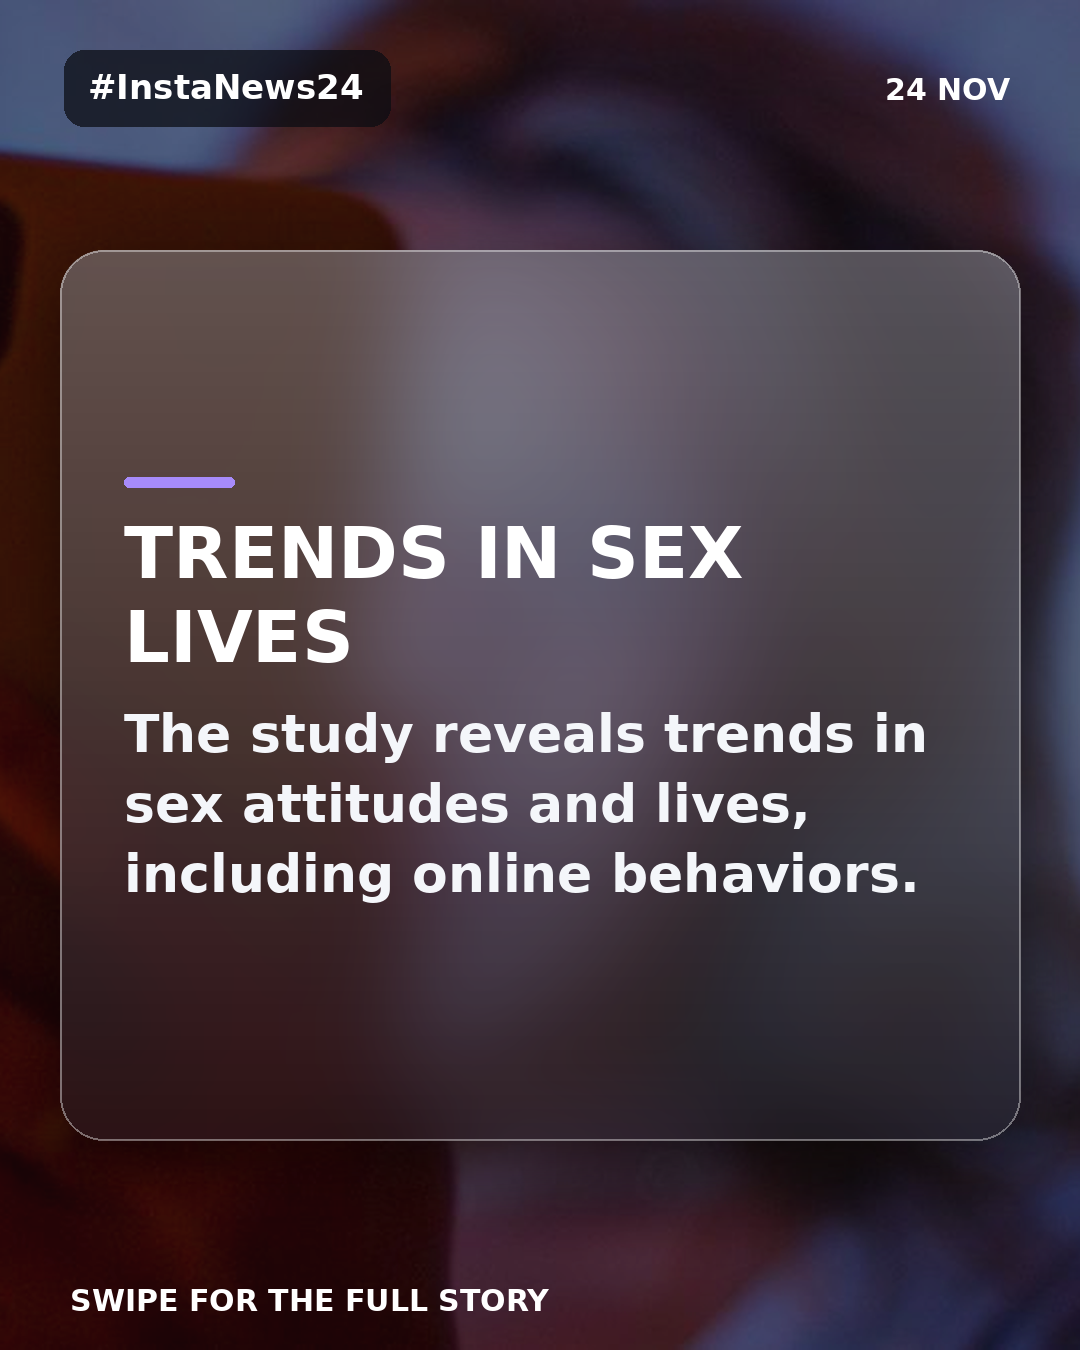 #InstaNews24
24 NOV
TRENDS IN SEX
LIVES
The study reveals trends in
sex attitudes and lives,
including online behaviors.
SWIPE FOR THE FULL STORY